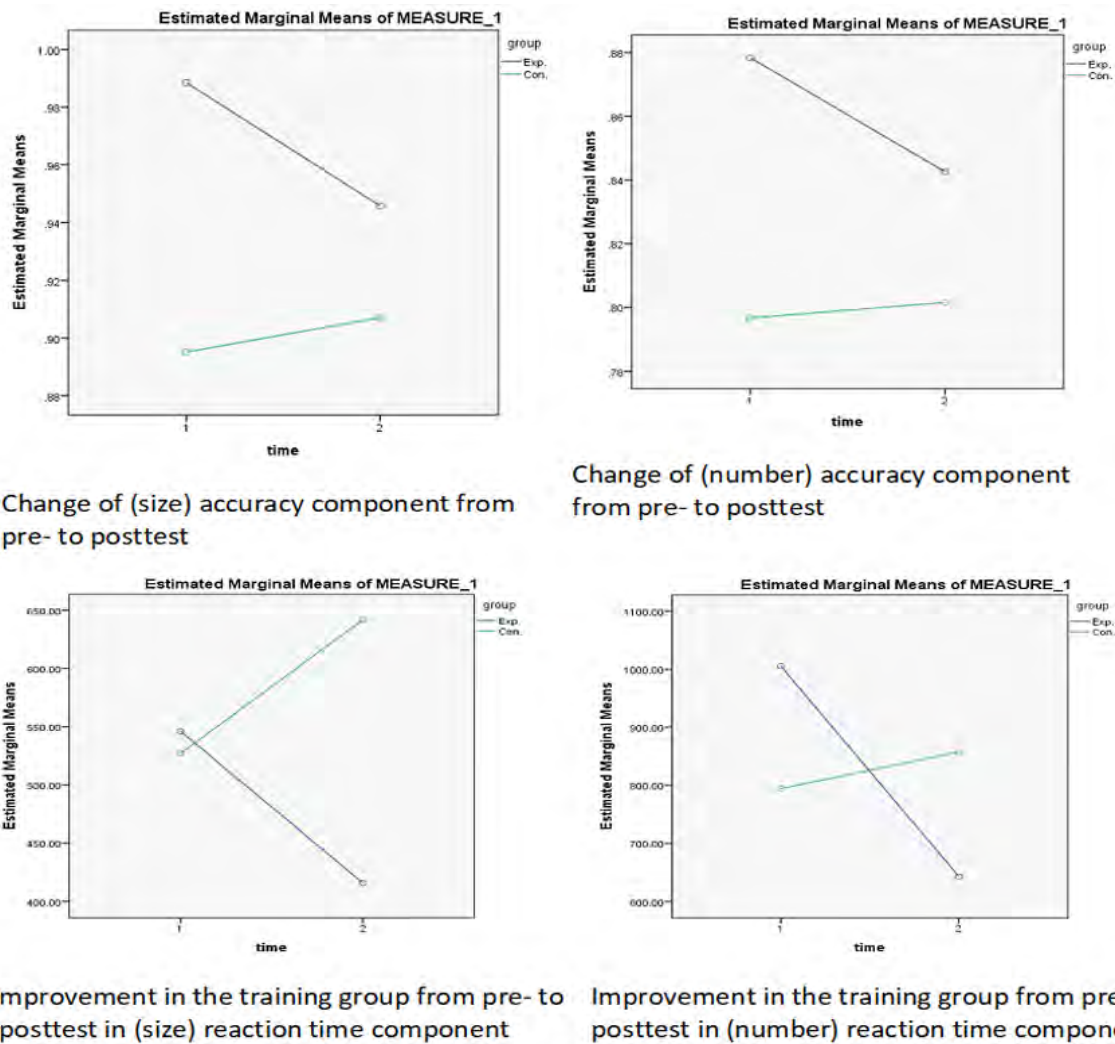 Estimated Marginal Means of MEASURE_1
group
Exp.
Con.
1.00
.98
.96
.94
.92
.90
.88
Estimated Marginal Means
1
2
time
Change of (size) accuracy component from
pre- to posttest
Estimated Marginal Means of MEASURE_1
group
Exp.
Con.
.88
.86
.84
.82
.80
.78
Estimated Marginal Means
1
2
time
Change of (number) accuracy component
from pre- to posttest
Estimated Marginal Means of MEASURE_1
group
Exp.
Con.
650.00
600.00
550.00
500.00
450.00
400.00
Estimated Marginal Means
1
2
time
mprovement in the training group from pre- to
posttest in (size) reaction time component
Estimated Marginal Means of MEASURE_1
group
Exp.
Con.
1100.00
1000.00
900.00
800.00
700.00
600.00
Estimated Marginal Means
1
2
time
Improvement in the training group from pre
posttest in (number) reaction time compone